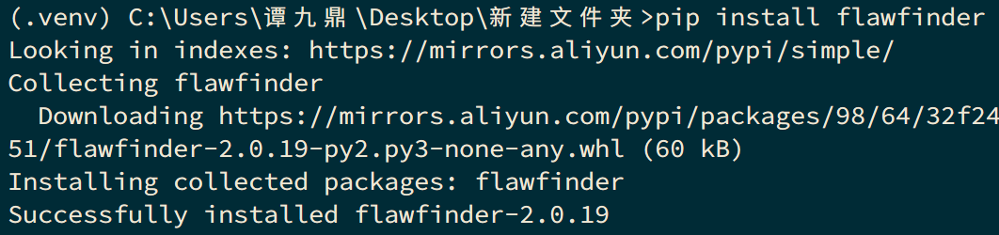 (.venv) C:\Users\谭九鼎\Desktop\新建文件夹>pip install flawfinder
Looking in indexes: https://mirrors.aliyun.com/pypi/simple/
Collecting flawfinder
  Downloading https://mirrors.aliyun.com/pypi/packages/98/64/32f24
51/flawfinder-2.0.19-py2.py3-none-any.whl (60 kB)
Installing collected packages: flawfinder
Successfully installed flawfinder-2.0.19